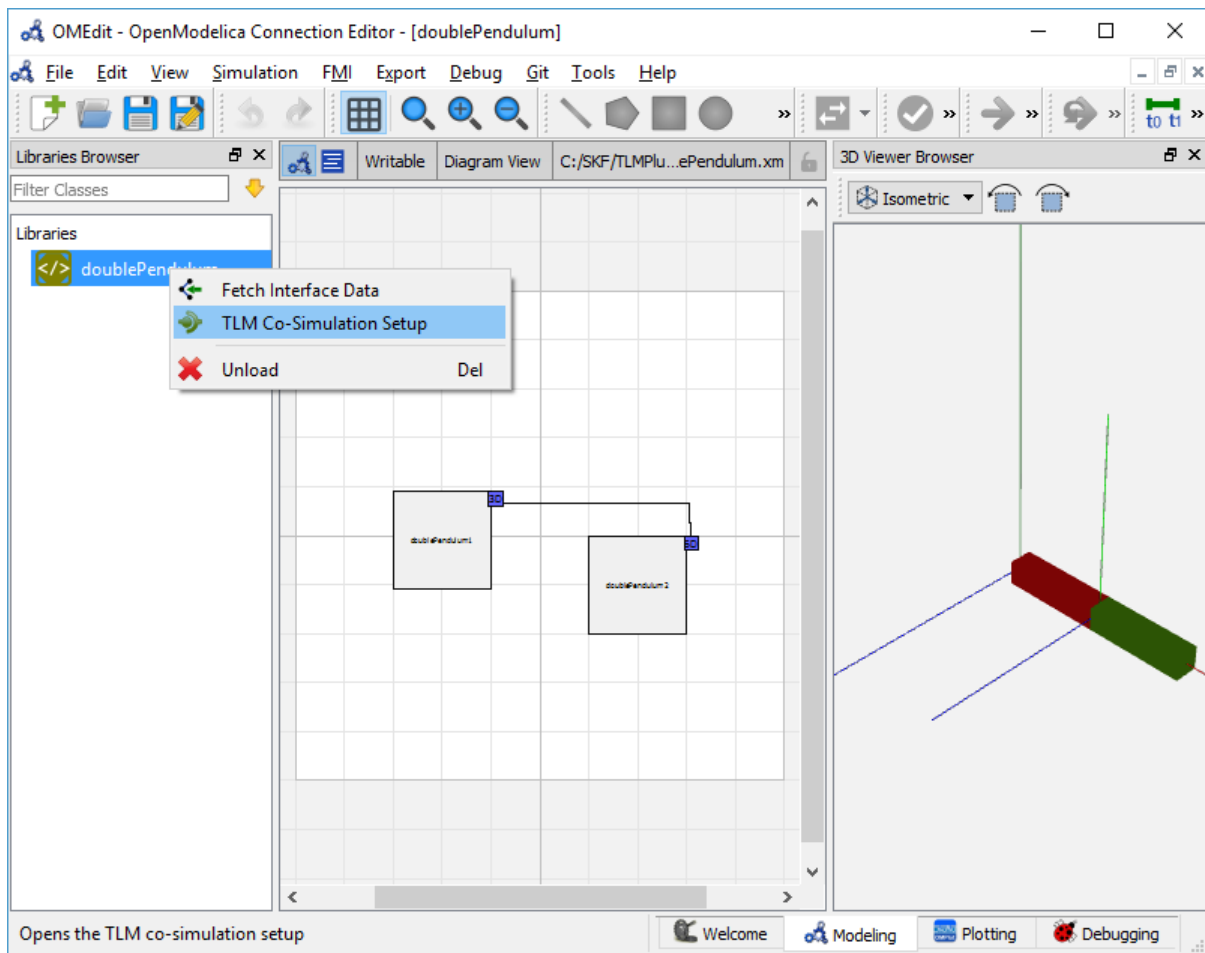 OMEdit - OpenModelica Connection Editor - [doublePendulum]
File Edit View Simulation FMI Export Debug Git Tools Help
t0 t1
Libraries Browser
Writable Diagram View C:/SKF/TLMPlu...ePendulum.xm
3D Viewer Browser
Filter Classes
Isometric
Libraries
</> doublePendulum
Fetch Interface Data
TLM Co-Simulation Setup
Unload Del
3D
doublePendulum1
3D
doublePendulum2
Opens the TLM co-simulation setup
Welcome Modeling Plotting Debugging